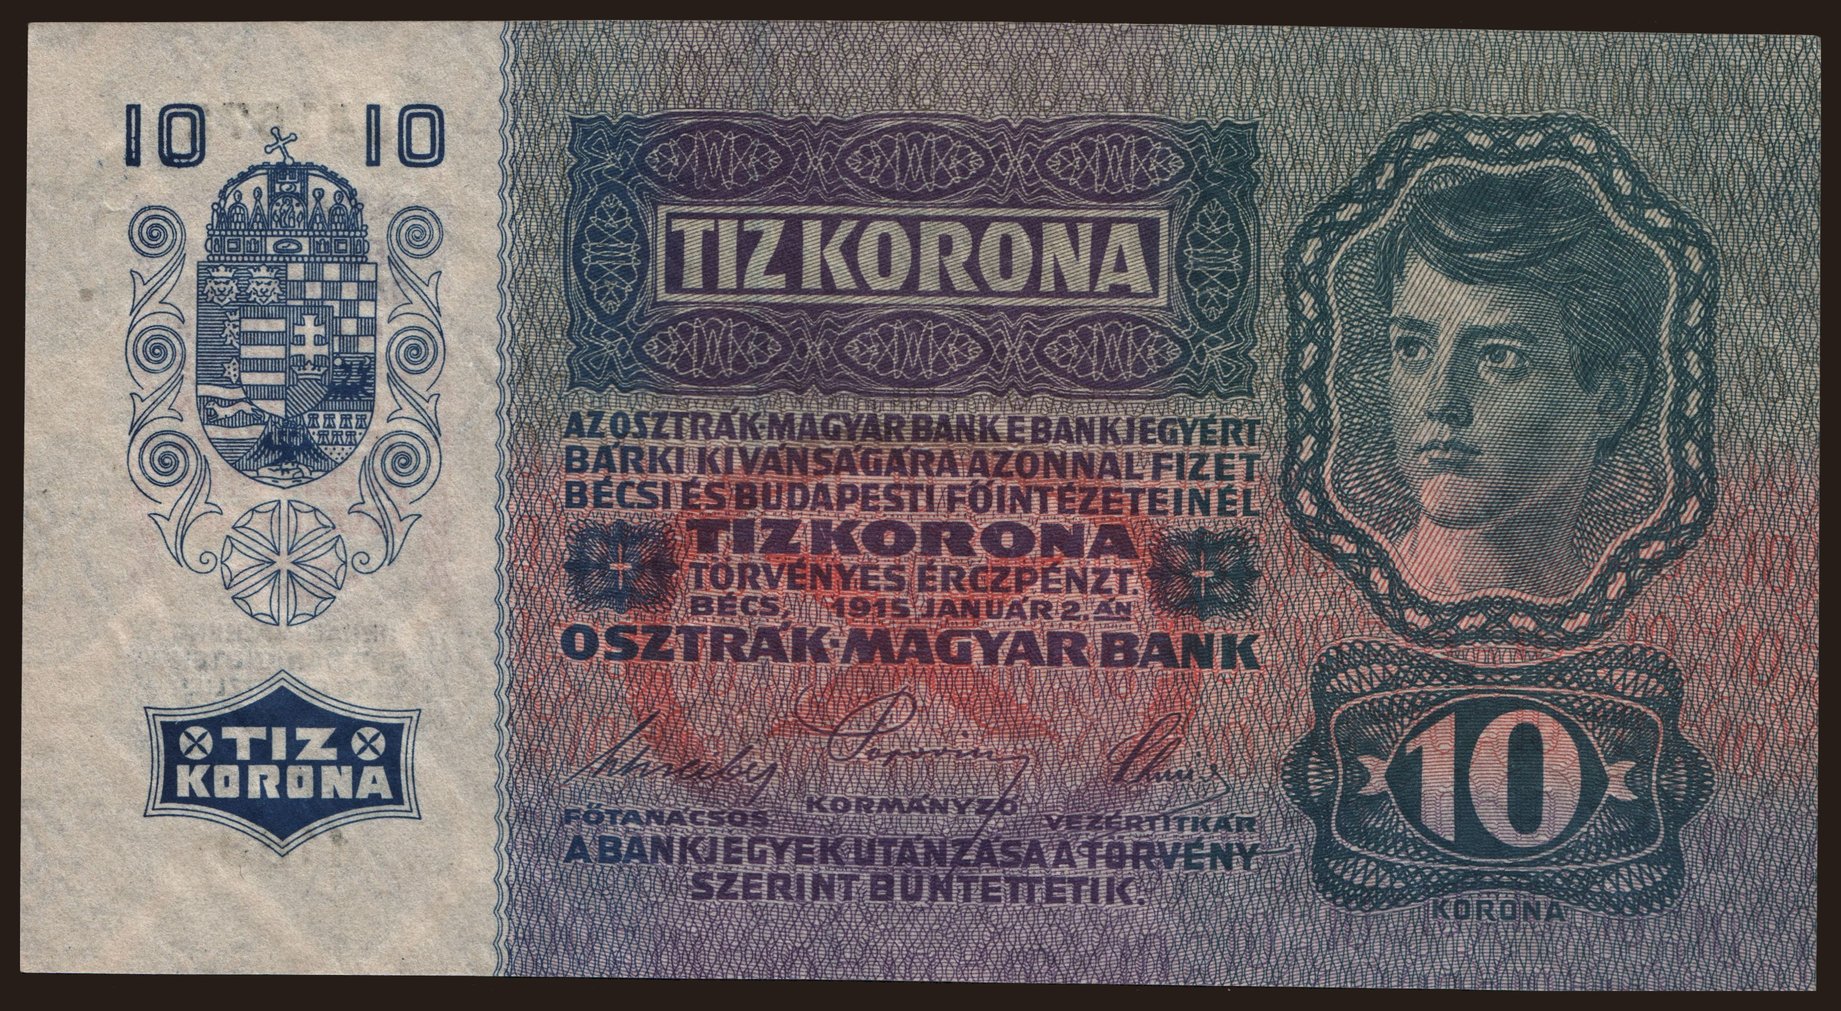 10 10
TIZ
KORONA
TIZ KORONA
AZ OSZTRÁK-MAGYAR BANK E BANKJEGYÉRT
BÁRKI KIVÁNSÁGÁRA AZONNAL FIZET
BÉCSI ÉS BUDAPESTI FŐINTÉZETEINÉL
TIZ KORONA
TÖRVÉNYES ÉRCZPÉNZT.
BÉCS, 1915 JANUÁR 2.-ÁN
OSZTRÁK-MAGYAR BANK
Popovics
FŐTANÁCSOS KORMÁNYZÓ VEZÉRTITKÁR
A BANKJEGYEK UTÁNZÁSA A TÖRVÉNY
SZERINT BÜNTETTETIK.
10
KORONA